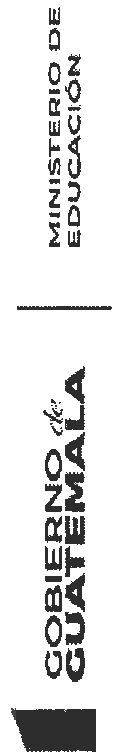 GOBIERNO de
GUATEMALA
MINISTERIO DE
EDUCACIÓN